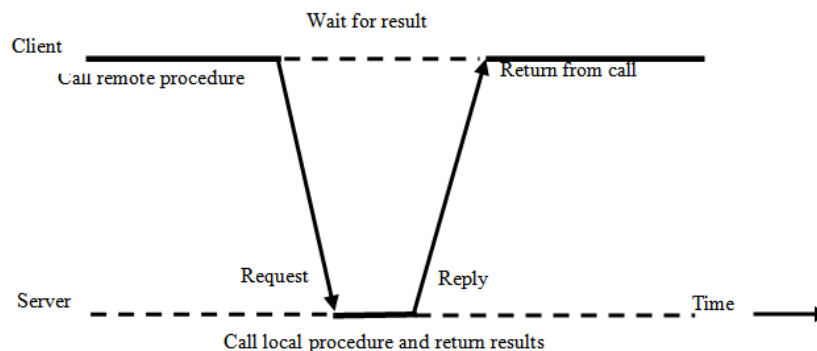 Wait for result
Client
Call remote procedure
Return from call
Request
Reply
Server
Time
Call local procedure and return results